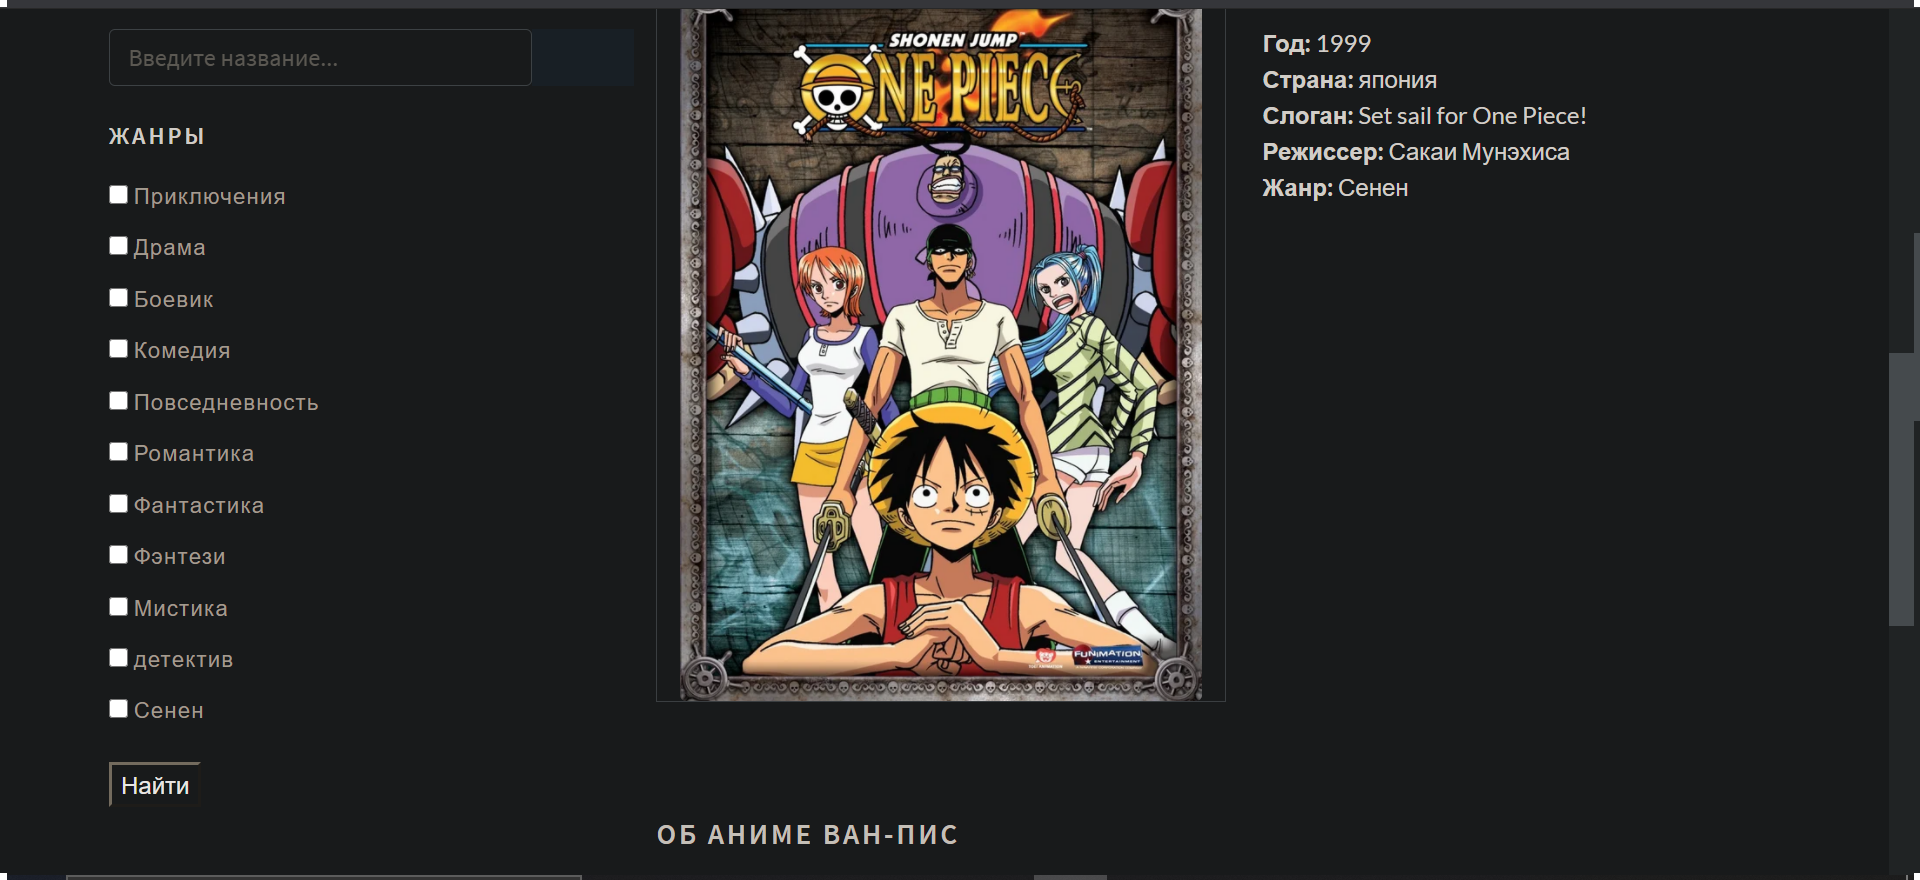 Введите название...
ЖАНРЫ
Приключения
Драма
Боевик
Комедия
Повседневность
Романтика
Фантастика
Фэнтези
Мистика
детектив
Сенен
Найти
SHONEN JUMP
ONE PIECE
FUNIMATION
ENTERTAINMENT
Год: 1999
Страна: япония
Слоган: Set sail for One Piece!
Режиссер: Сакаи Мунэхиса
Жанр: Сенен
ОБ АНИМЕ ВАН-ПИС